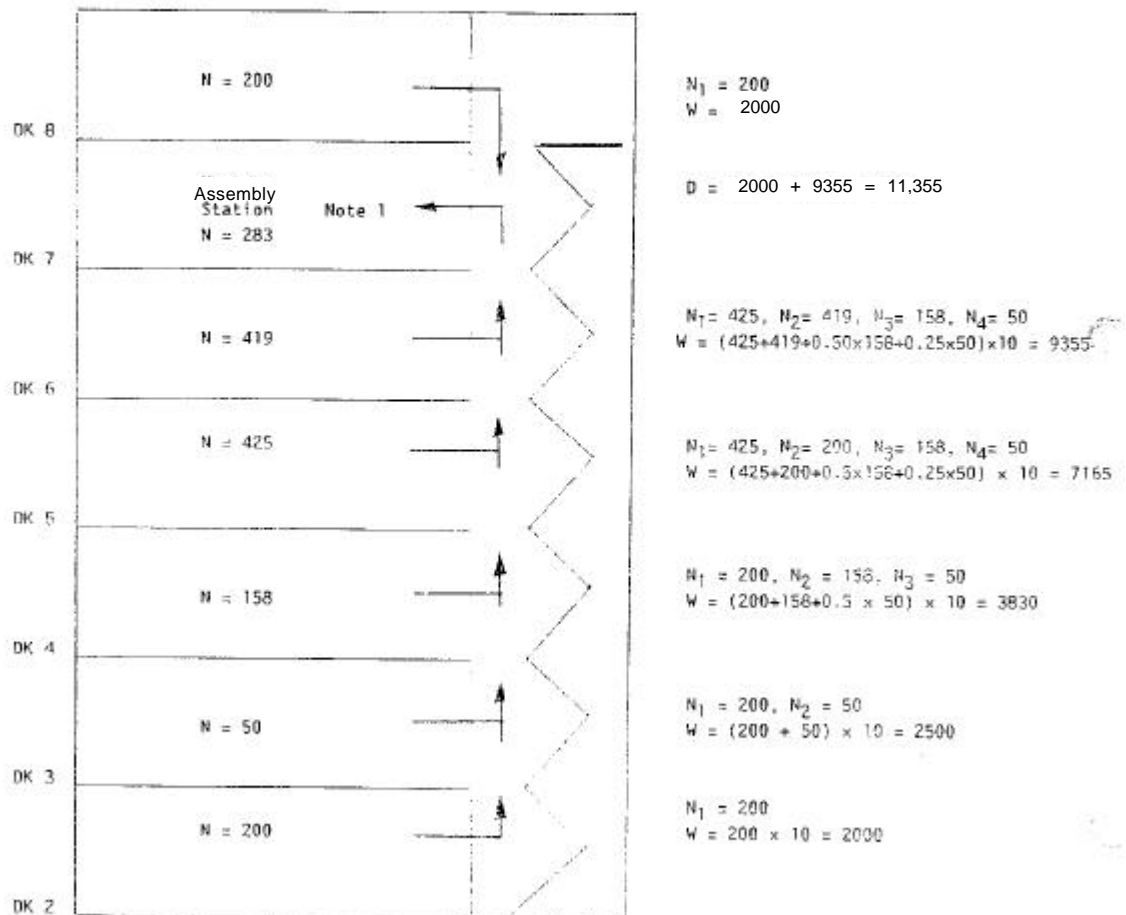 N = 200
N1 = 200
W = 2000
DK 8
D = 2000 + 9355 = 11,355
Assembly
Station Note 1
N = 283
DK 7
N1= 425, N2= 419, N3= 158, N4= 50
N = 419
W = (425+419+0.50x158+0.25x50)x10 = 9355
DK 6
N = 425
N1= 425, N2= 200, N3= 158, N4= 50
W = (425+200+0.5x158+0.25x50) x 10 = 7165
DK 5
N1 = 200, N2 = 158, N3 = 50
N = 158
W = (200+158+0.5 x 50) x 10 = 3830
DK 4
N1 = 200, N2 = 50
N = 50
W = (200 + 50) x 10 = 2500
DK 3
N1 = 200
N = 200
W = 200 x 10 = 2000
DK 2